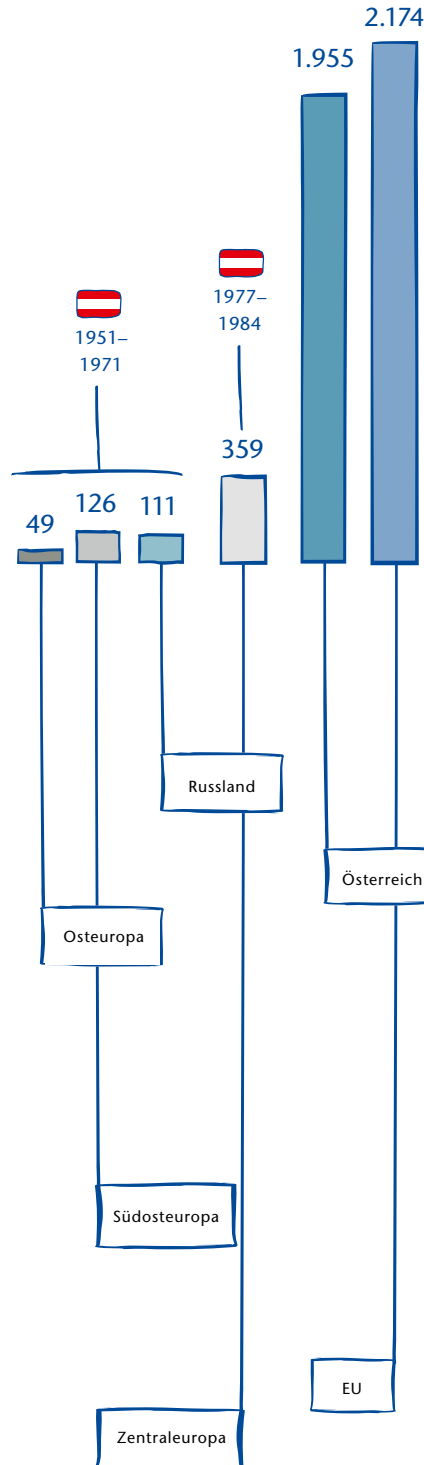 2.174
1.955
1977–
1984
1951–
1971
359
126
111
49
Russland
Österreich
Osteuropa
Südosteuropa
EU
Zentraleuropa